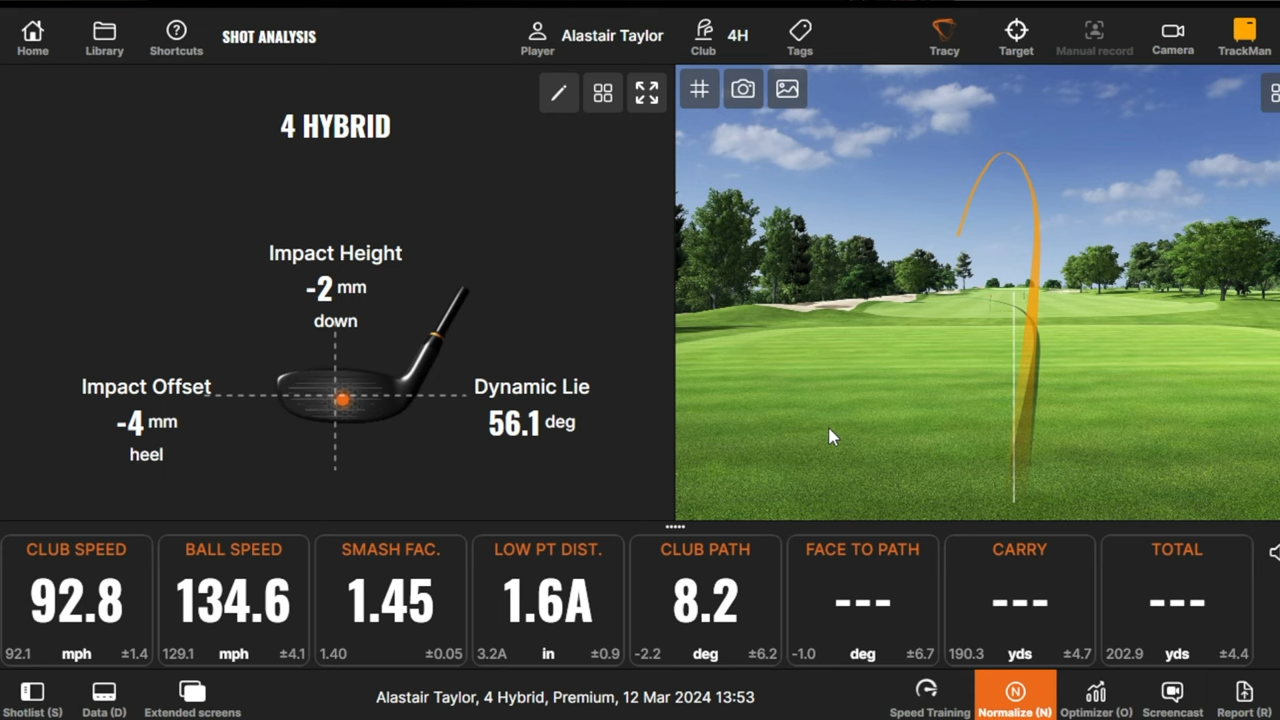 Home
Library
Shortcuts
SHOT ANALYSIS
Player
Alastair Taylor
Club
4H
Tags
Tracy
Target
Manual record
Camera
TrackMan
4 HYBRID
Impact Height
-2 mm
down
Impact Offset
-4 mm
heel
Dynamic Lie
56.1 deg
CLUB SPEED
92.8
92.1 mph ±1.4
BALL SPEED
134.6
129.1 mph ±4.1
SMASH FAC.
1.45
1.40 ±0.05
LOW PT DIST.
1.6A
3.2A in ±0.9
CLUB PATH
8.2
-2.2 deg ±6.2
FACE TO PATH
---
-1.0 deg ±6.7
CARRY
---
190.3 yds ±4.7
TOTAL
---
202.9 yds ±4.4
Shotlist (S)
Data (D)
Extended screens
Alastair Taylor, 4 Hybrid, Premium, 12 Mar 2024 13:53
Speed Training
N
Normalize (N)
Optimizer (O)
Screencast
Report (R)